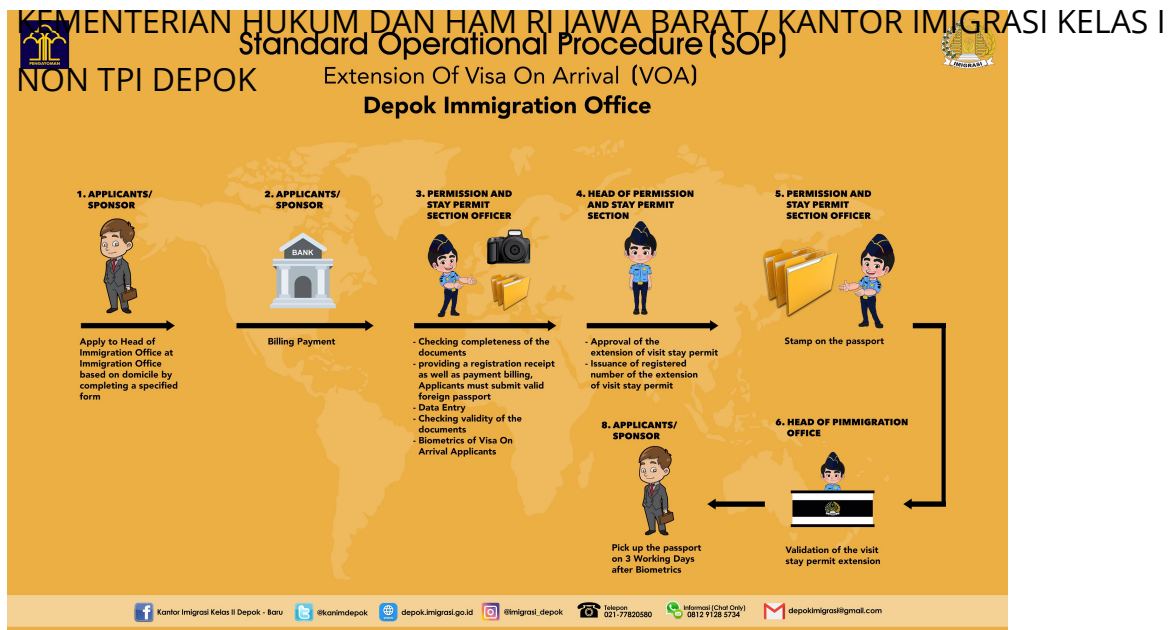 KEMENTERIAN HUKUM DAN HAM RI JAWA BARAT / KANTOR IMIGRASI KELAS I
NON TPI DEPOK
PENGAYOMAN
IMIGRASI
Standard Operational Procedure (SOP)
Extension Of Visa On Arrival (VOA)
Depok Immigration Office
1. APPLICANTS/
SPONSOR
Apply to Head of
Immigration Office at
Immigration Office
based on domicile by
completing a specified
form
2. APPLICANTS/
SPONSOR
BANK
Billing Payment
3. PERMISSION AND
STAY PERMIT
SECTION OFFICER
- Checking completeness of the
documents
- providing a registration receipt
as well as payment billing,
Applicants must submit valid
foreign passport
- Data Entry
- Checking validity of the
documents
- Biometrics of Visa On
Arrival Applicants
4. HEAD OF PERMISSION
AND STAY PERMIT
SECTION
- Approval of the
extension of visit stay permit
- Issuance of registered
number of the extension
of visit stay permit
5. PERMISSION AND
STAY PERMIT
SECTION OFFICER
Stamp on the passport
6. HEAD OF PIMMIGRATION
OFFICE
Validation of the visit
stay permit extension
8. APPLICANTS/
SPONSOR
Pick up the passport
on 3 Working Days
after Biometrics
Kantor Imigrasi Kelas II Depok - Baru
@kanimdepok
depok.imigrasi.go.id
@imigrasi_depok
Telepon
021-77820580
Informasi (Chat Only)
0812 9128 5734
depokimigrasi@gmail.com